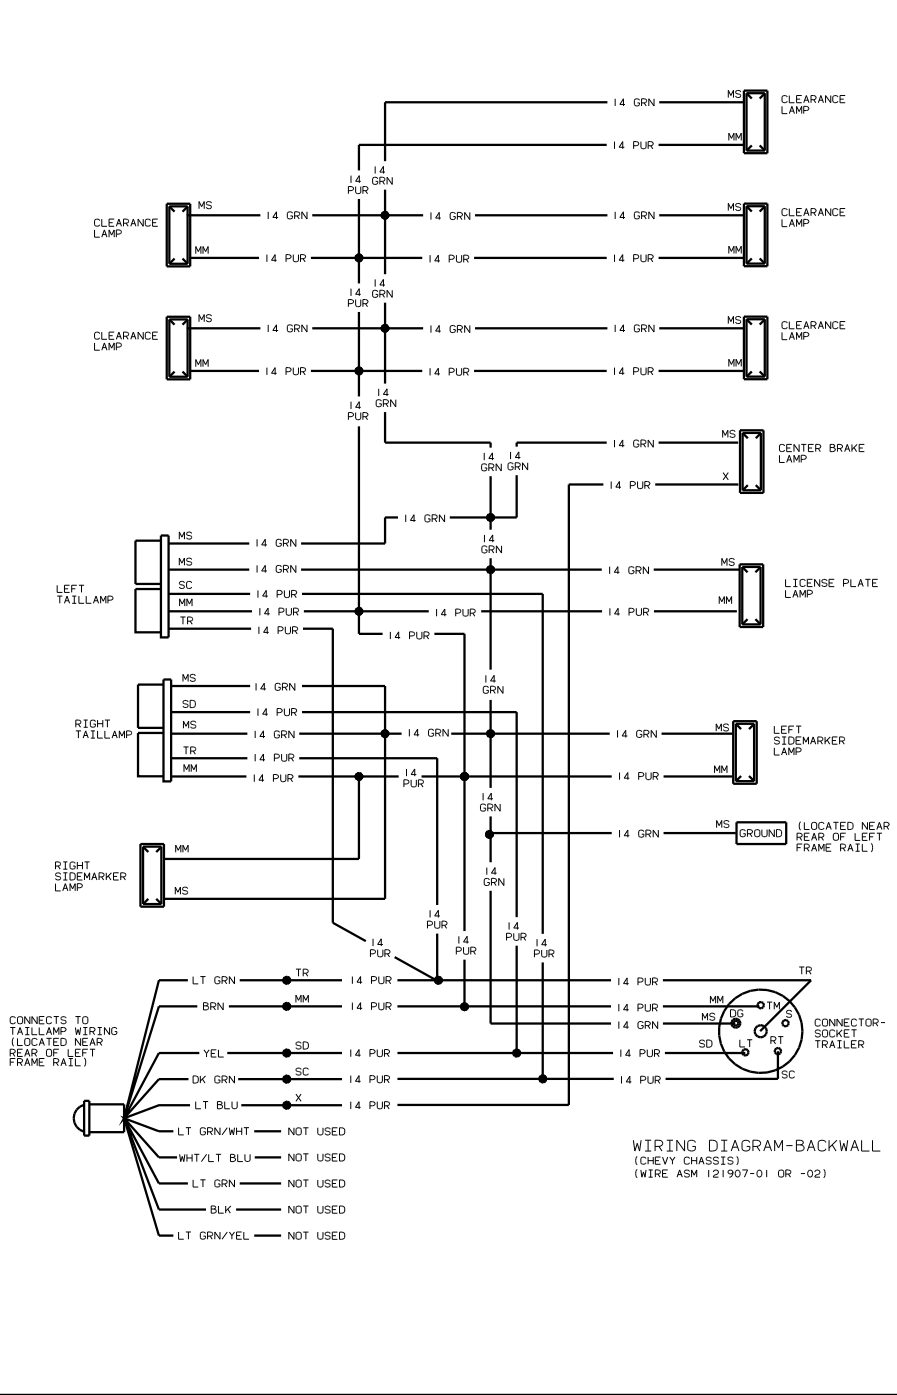 MS
14 GRN
CLEARANCE
LAMP
14 PUR
MM
14
GRN
14
PUR
MS
14 GRN
14 GRN
14 GRN
MS
CLEARANCE
LAMP
CLEARANCE
LAMP
MM
14 PUR
14 PUR
14 PUR
MM
14
GRN
14
PUR
MS
14 GRN
14 GRN
14 GRN
MS
CLEARANCE
LAMP
CLEARANCE
LAMP
MM
14 PUR
14 PUR
14 PUR
MM
14
GRN
14
PUR
14 GRN
MS
CENTER BRAKE
LAMP
14
GRN
14
GRN
14 PUR
X
14 GRN
MS
14 GRN
14
GRN
MS
14 GRN
14 GRN
MS
LICENSE PLATE
LAMP
LEFT
TAILLAMP
SC
14 PUR
MM
14 PUR
14 PUR
14 PUR
MM
TR
14 PUR
14 PUR
MS
14 GRN
14
GRN
SD
14 PUR
RIGHT
TAILLAMP
MS
14 GRN
14 GRN
14 GRN
MS
LEFT
SIDEMARKER
LAMP
TR
14 PUR
MM
14 PUR
14
PUR
14 PUR
MM
14
GRN
14 GRN
MS
GROUND
(LOCATED NEAR
REAR OF LEFT
FRAME RAIL)
MM
RIGHT
SIDEMARKER
LAMP
MS
14
GRN
14
PUR
14
PUR
14
PUR
14
PUR
14
PUR
LT GRN
TR
14 PUR
14 PUR
TR
BRN
MM
14 PUR
14 PUR
MM
TM
14 GRN
MS
DG
S
CONNECTOR-
SOCKET
TRAILER
CONNECTS TO
TAILLAMP WIRING
(LOCATED NEAR
REAR OF LEFT
FRAME RAIL)
YEL
SD
14 PUR
14 PUR
SD
LT
RT
DK GRN
SC
14 PUR
14 PUR
SC
LT BLU
X
14 PUR
LT GRN/WHT
NOT USED
WHT/LT BLU
NOT USED
LT GRN
NOT USED
BLK
NOT USED
LT GRN/YEL
NOT USED
WIRING DIAGRAM-BACKWALL
(CHEVY CHASSIS)
(WIRE ASM 121907-01 OR -02)